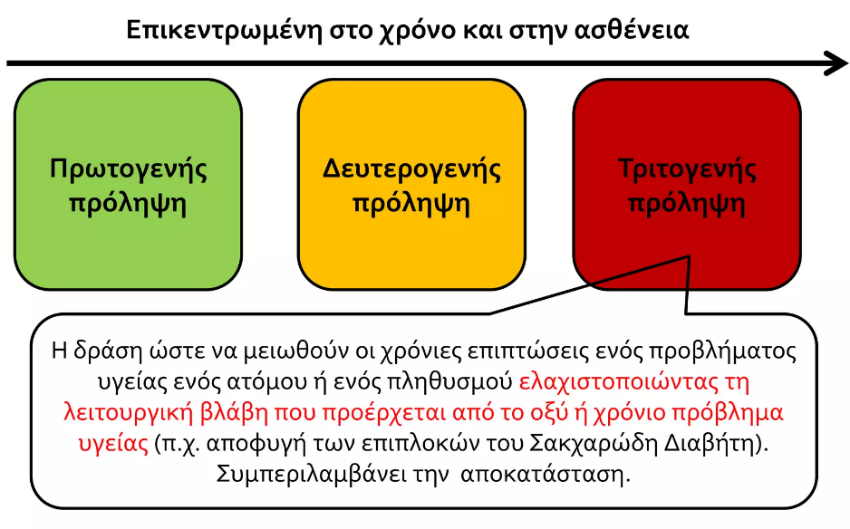 Επικεντρωμένη στο χρόνο και στην ασθένεια
Πρωτογενής
πρόληψη
Δευτερογενής
πρόληψη
Τριτογενής
πρόληψη
Η δράση ώστε να μειωθούν οι χρόνιες επιπτώσεις ενός προβλήματος
υγείας ενός ατόμου ή ενός πληθυσμού ελαχιστοποιώντας τη
λειτουργική βλάβη που προέρχεται από το οξύ ή χρόνιο πρόβλημα
υγείας (π.χ. αποφυγή των επιπλοκών του Σακχαρώδη Διαβήτη).
Συμπεριλαμβάνει την αποκατάσταση.